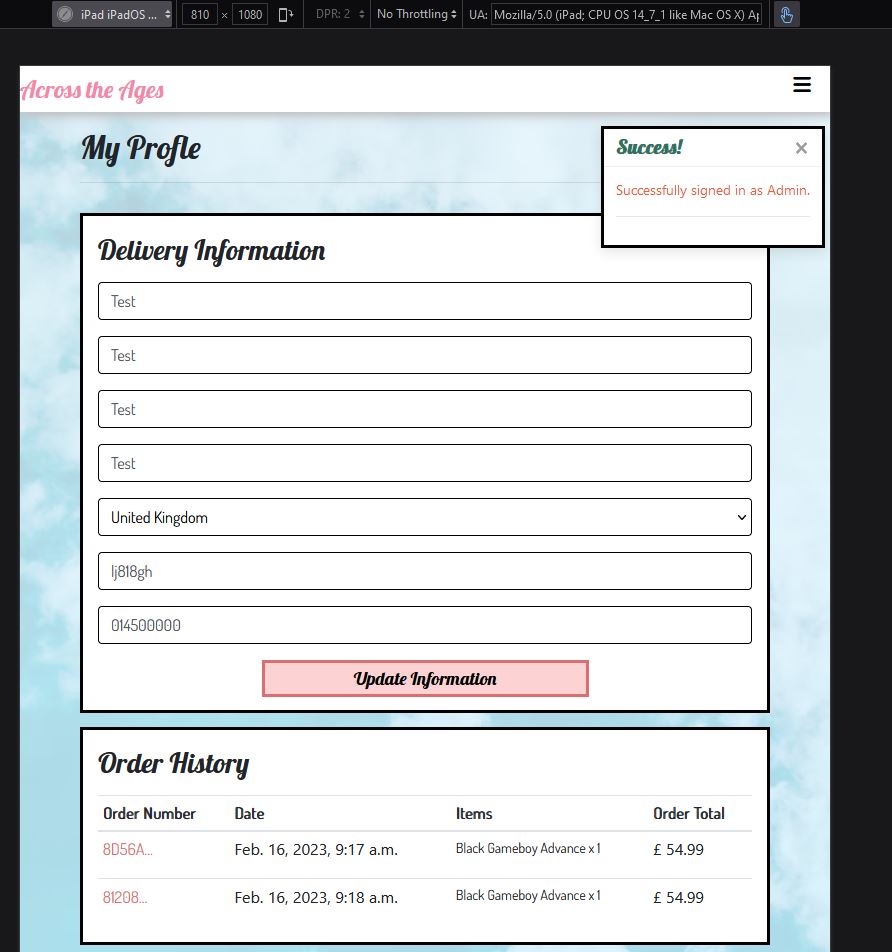 iPad iPadOS ... 810 × 1080 DPR: 2 No Throttling UA: Mozilla/5.0 (iPad; CPU OS 14_7_1 like Mac OS X) Ap
Across the Ages
My Profle
Success! ×
Successfully signed in as Admin.
Delivery Information
Test
Test
Test
Test
United Kingdom
lj818gh
014500000
Update Information
Order History
Order Number Date Items Order Total
8D56A... Feb. 16, 2023, 9:17 a.m. Black Gameboy Advance x 1 £ 54.99
81208... Feb. 16, 2023, 9:18 a.m. Black Gameboy Advance x 1 £ 54.99